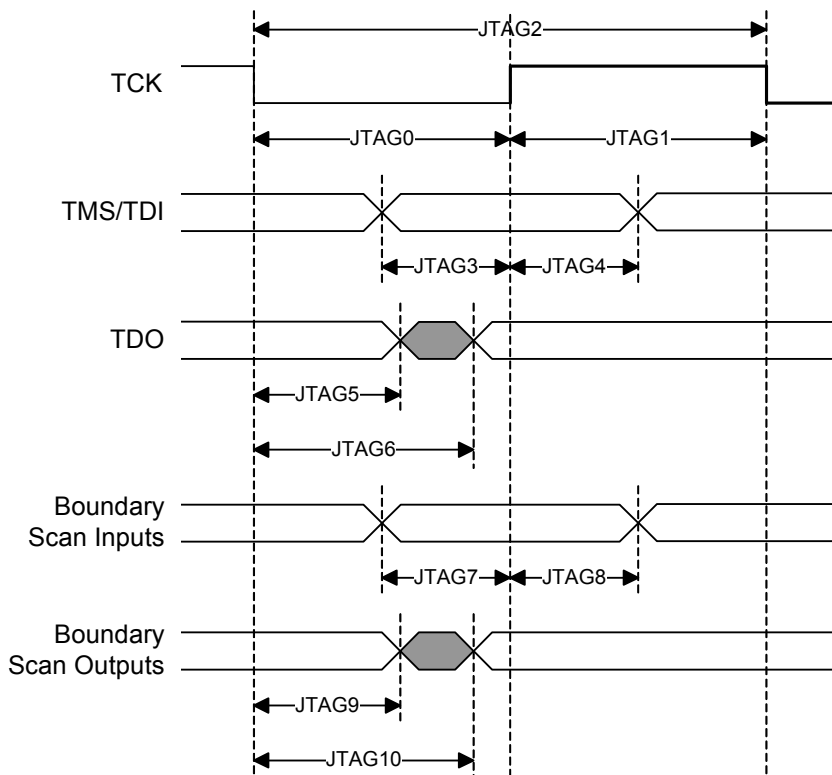 JTAG2
TCK
JTAG0
JTAG1
TMS/TDI
JTAG3
JTAG4
TDO
JTAG5
JTAG6
Boundary
Scan Inputs
JTAG7
JTAG8
Boundary
Scan Outputs
JTAG9
JTAG10